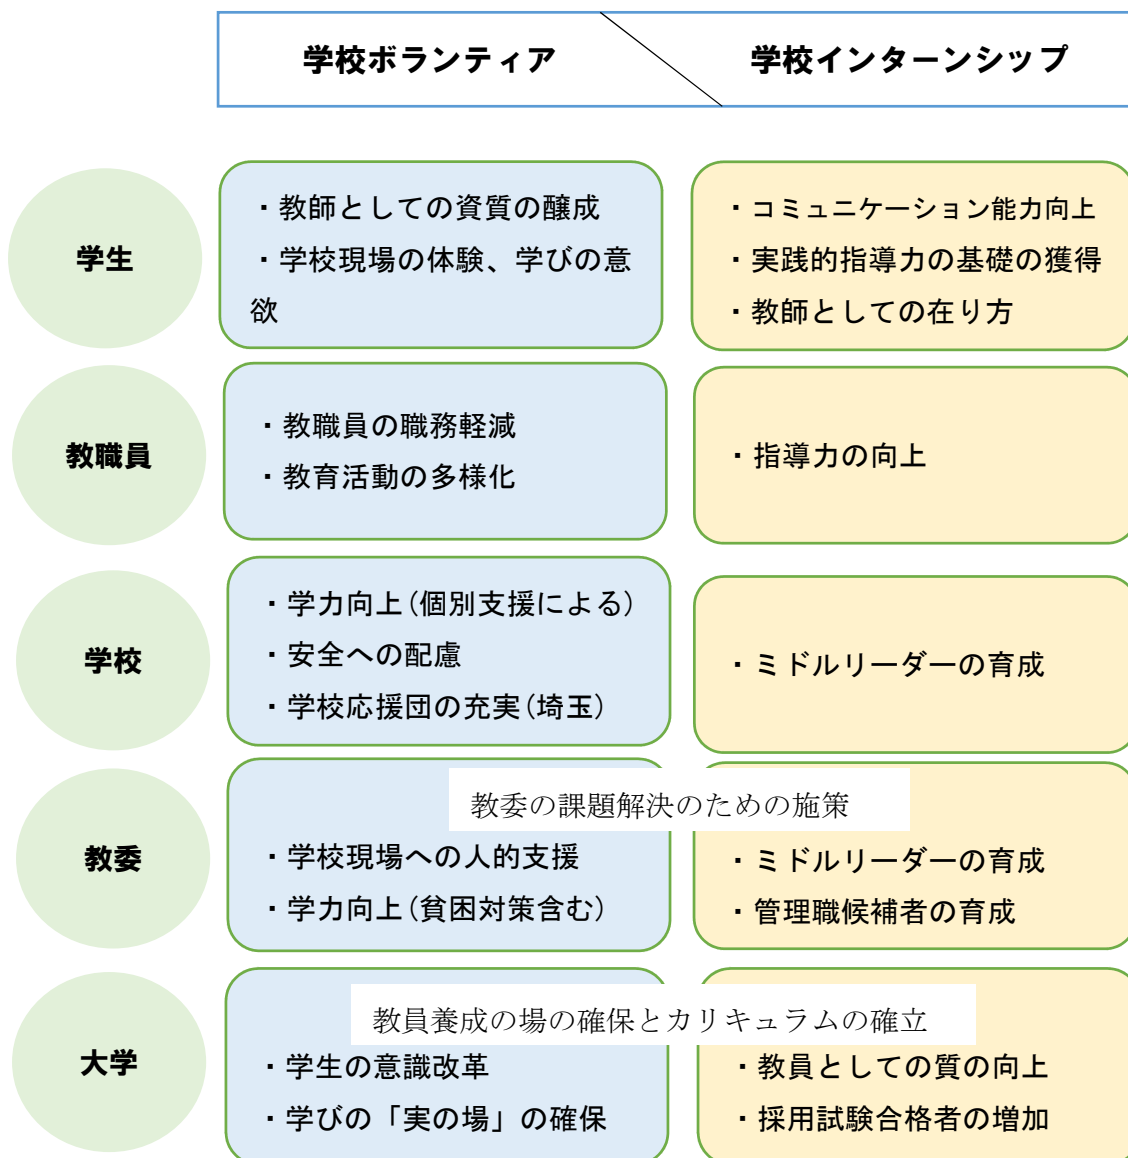 学校ボランティア
学校インターンシップ
学生
・教師としての資質の醸成
・学校現場の体験、学びの意
欲
・コミュニケーション能力向上
・実践的指導力の基礎の獲得
・教師としての在り方
教職員
・教職員の職務軽減
・教育活動の多様化
・指導力の向上
学校
・学力向上(個別支援による)
・安全への配慮
・学校応援団の充実(埼玉)
・ミドルリーダーの育成
教委
教委の課題解決のための施策
・学校現場への人的支援
・学力向上(貧困対策含む)
・ミドルリーダーの育成
・管理職候補者の育成
大学
教員養成の場の確保とカリキュラムの確立
・学生の意識改革
・学びの「実の場」の確保
・教員としての質の向上
・採用試験合格者の増加